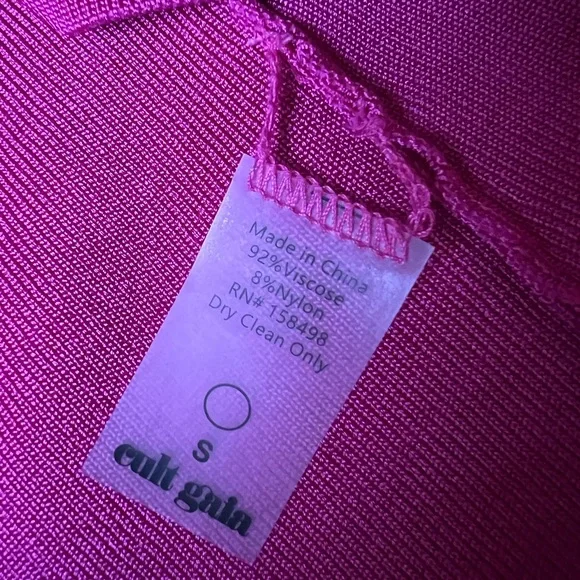 Made in China
92%Viscose
8%Nylon
RN# 158498
Dry Clean Only
S
cult gaia